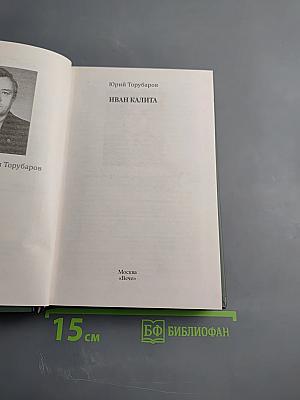 Юрий Торубаров
ИВАН КАЛИТА
й Торубаров
Москва
«Вече»
15 см
БФ БИБЛИОФАН